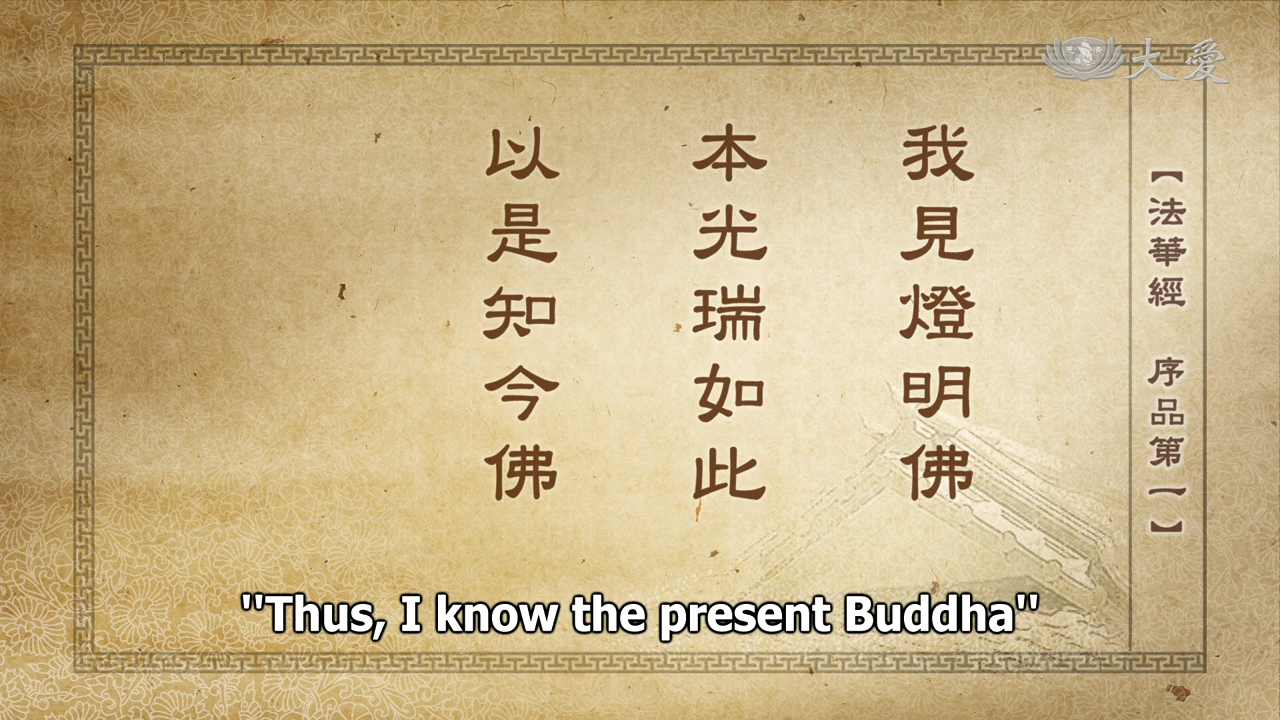 大愛
【法華經 序品第一】
我見燈明佛
本光瑞如此
以是知今佛
"Thus, I know the present Buddha"